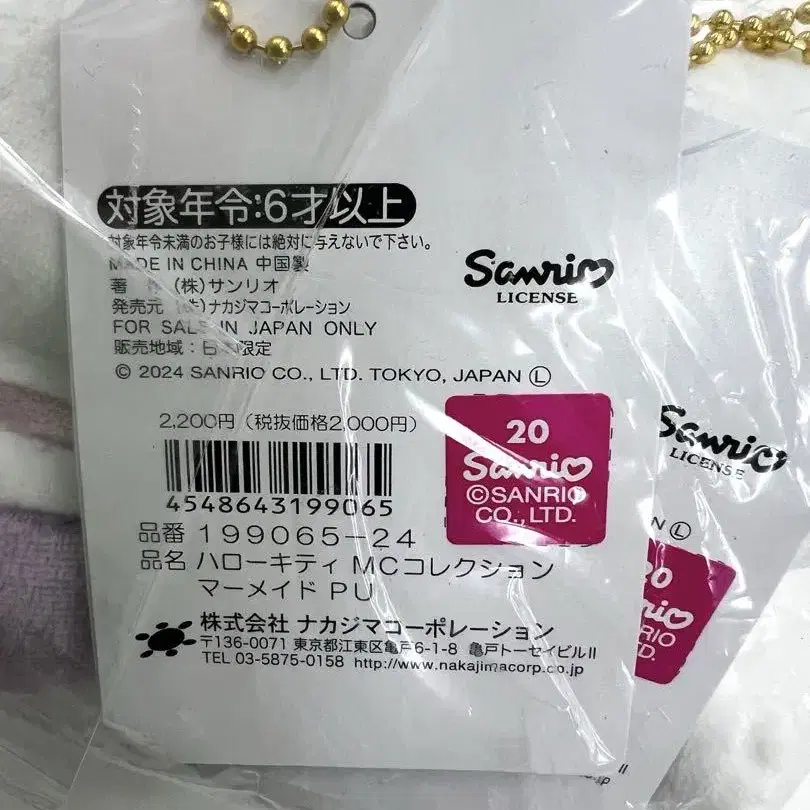 対象年令:6才以上
対象年令未満のお子様には絶対に与えないで下さい。
MADE IN CHINA 中国製
著 作 (株)サンリオ
発売元 (株)ナカジマコーポレーション
FOR SALE IN JAPAN ONLY
販売地域:日本限定
© 2024 SANRIO CO., LTD. TOKYO, JAPAN Ⓛ
Sanrio
LICENSE
2,200円(税抜価格2,000円)
4548643199065
20
Sanrio
©SANRIO
CO.,LTD.
品番 199065-24
品名 ハローキティ MCコレクション
マーメイド PU
株式会社 ナカジマコーポレーション
〒136-0071 東京都江東区亀戸6-1-8 亀戸トーセイビルⅡ
TEL 03-5875-0158 http://www.nakajimacorp.co.jp
Sanrio
LICENSE
N Ⓛ
20
rio
RIO
TD.